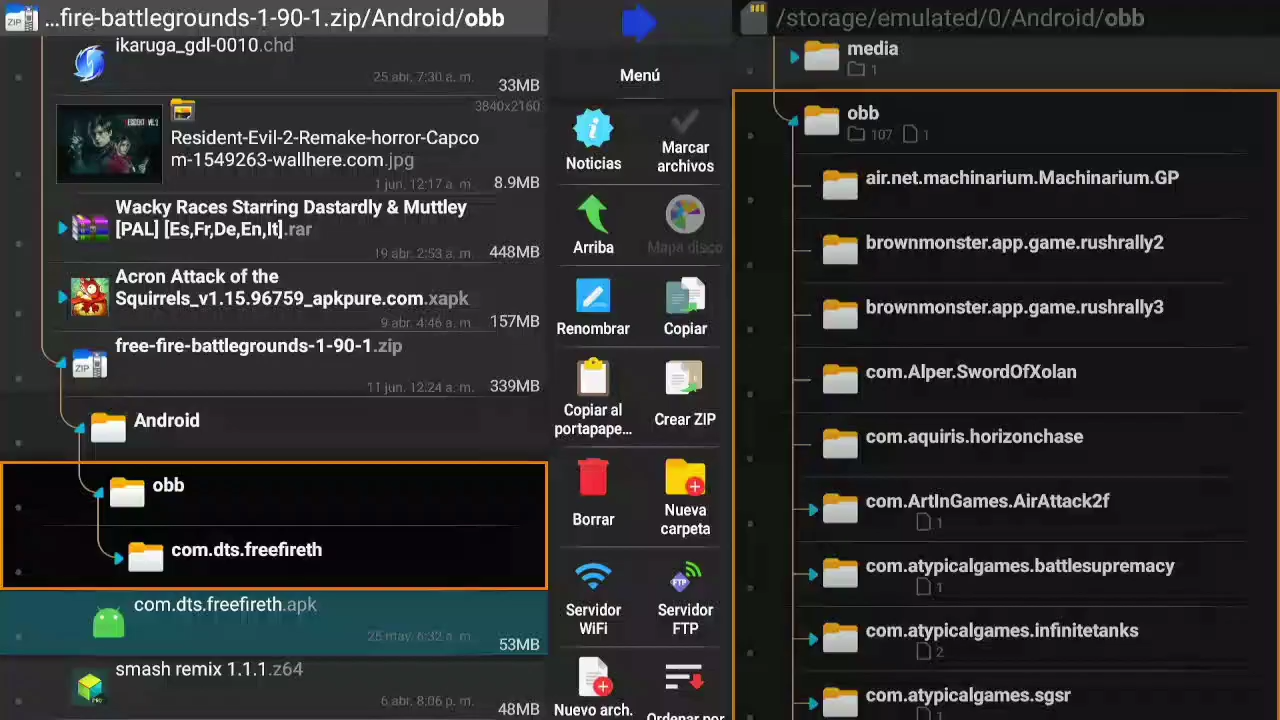 ...fire-battlegrounds-1-90-1.zip/Android/obb
ikaruga_gdl-0010.chd
25 abr. 7:30 a. m.
33MB
3840x2160
Resident-Evil-2-Remake-horror-Capco
m-1549263-wallhere.com.jpg
1 jun. 12:17 a. m.
8.9MB
Wacky Races Starring Dastardly & Muttley
[PAL] [Es,Fr,De,En,It].rar
19 abr. 2:53 a. m.
448MB
Acron Attack of the
Squirrels_v1.15.96759_apkpure.com.xapk
9 abr. 4:46 a. m.
157MB
free-fire-battlegrounds-1-90-1.zip
ZIP
11 jun. 12:24 a. m.
339MB
Android
obb
com.dts.freefireth
com.dts.freefireth.apk
25 may. 6:32 a. m.
53MB
smash remix 1.1.1.z64
6 abr. 8:06 p. m.
48MB
Menú
Noticias
Marcar
archivos
Arriba
Mapa disco
Renombrar
Copiar
Copiar al
portapape...
Crear ZIP
Borrar
Nueva
carpeta
FTP
Servidor
WiFi
Servidor
FTP
Nuevo arch.
Ordenar por
/storage/emulated/0/Android/obb
media
1
obb
107
1
air.net.machinarium.Machinarium.GP
brownmonster.app.game.rushrally2
brownmonster.app.game.rushrally3
com.Alper.SwordOfXolan
com.aquiris.horizonchase
com.ArtInGames.AirAttack2f
1
com.atypicalgames.battlesupremacy
1
com.atypicalgames.infinitetanks
2
com.atypicalgames.sgsr
1